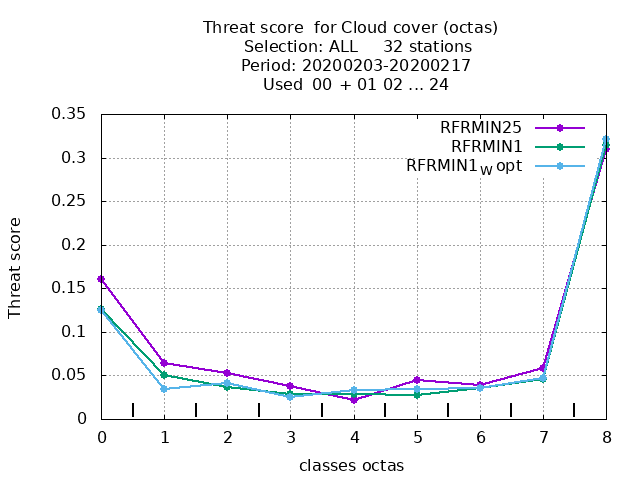 Threat score  for Cloud cover (octas)
Selection: ALL     32 stations
Period: 20200203-20200217
Used  00  + 01 02 ... 24
RFRMIN25
RFRMIN1
RFRMIN1W opt
0.35
0.3
0.25
0.2
0.15
0.1
0.05
0
Threat score
0 1 2 3 4 5 6 7 8
classes octas